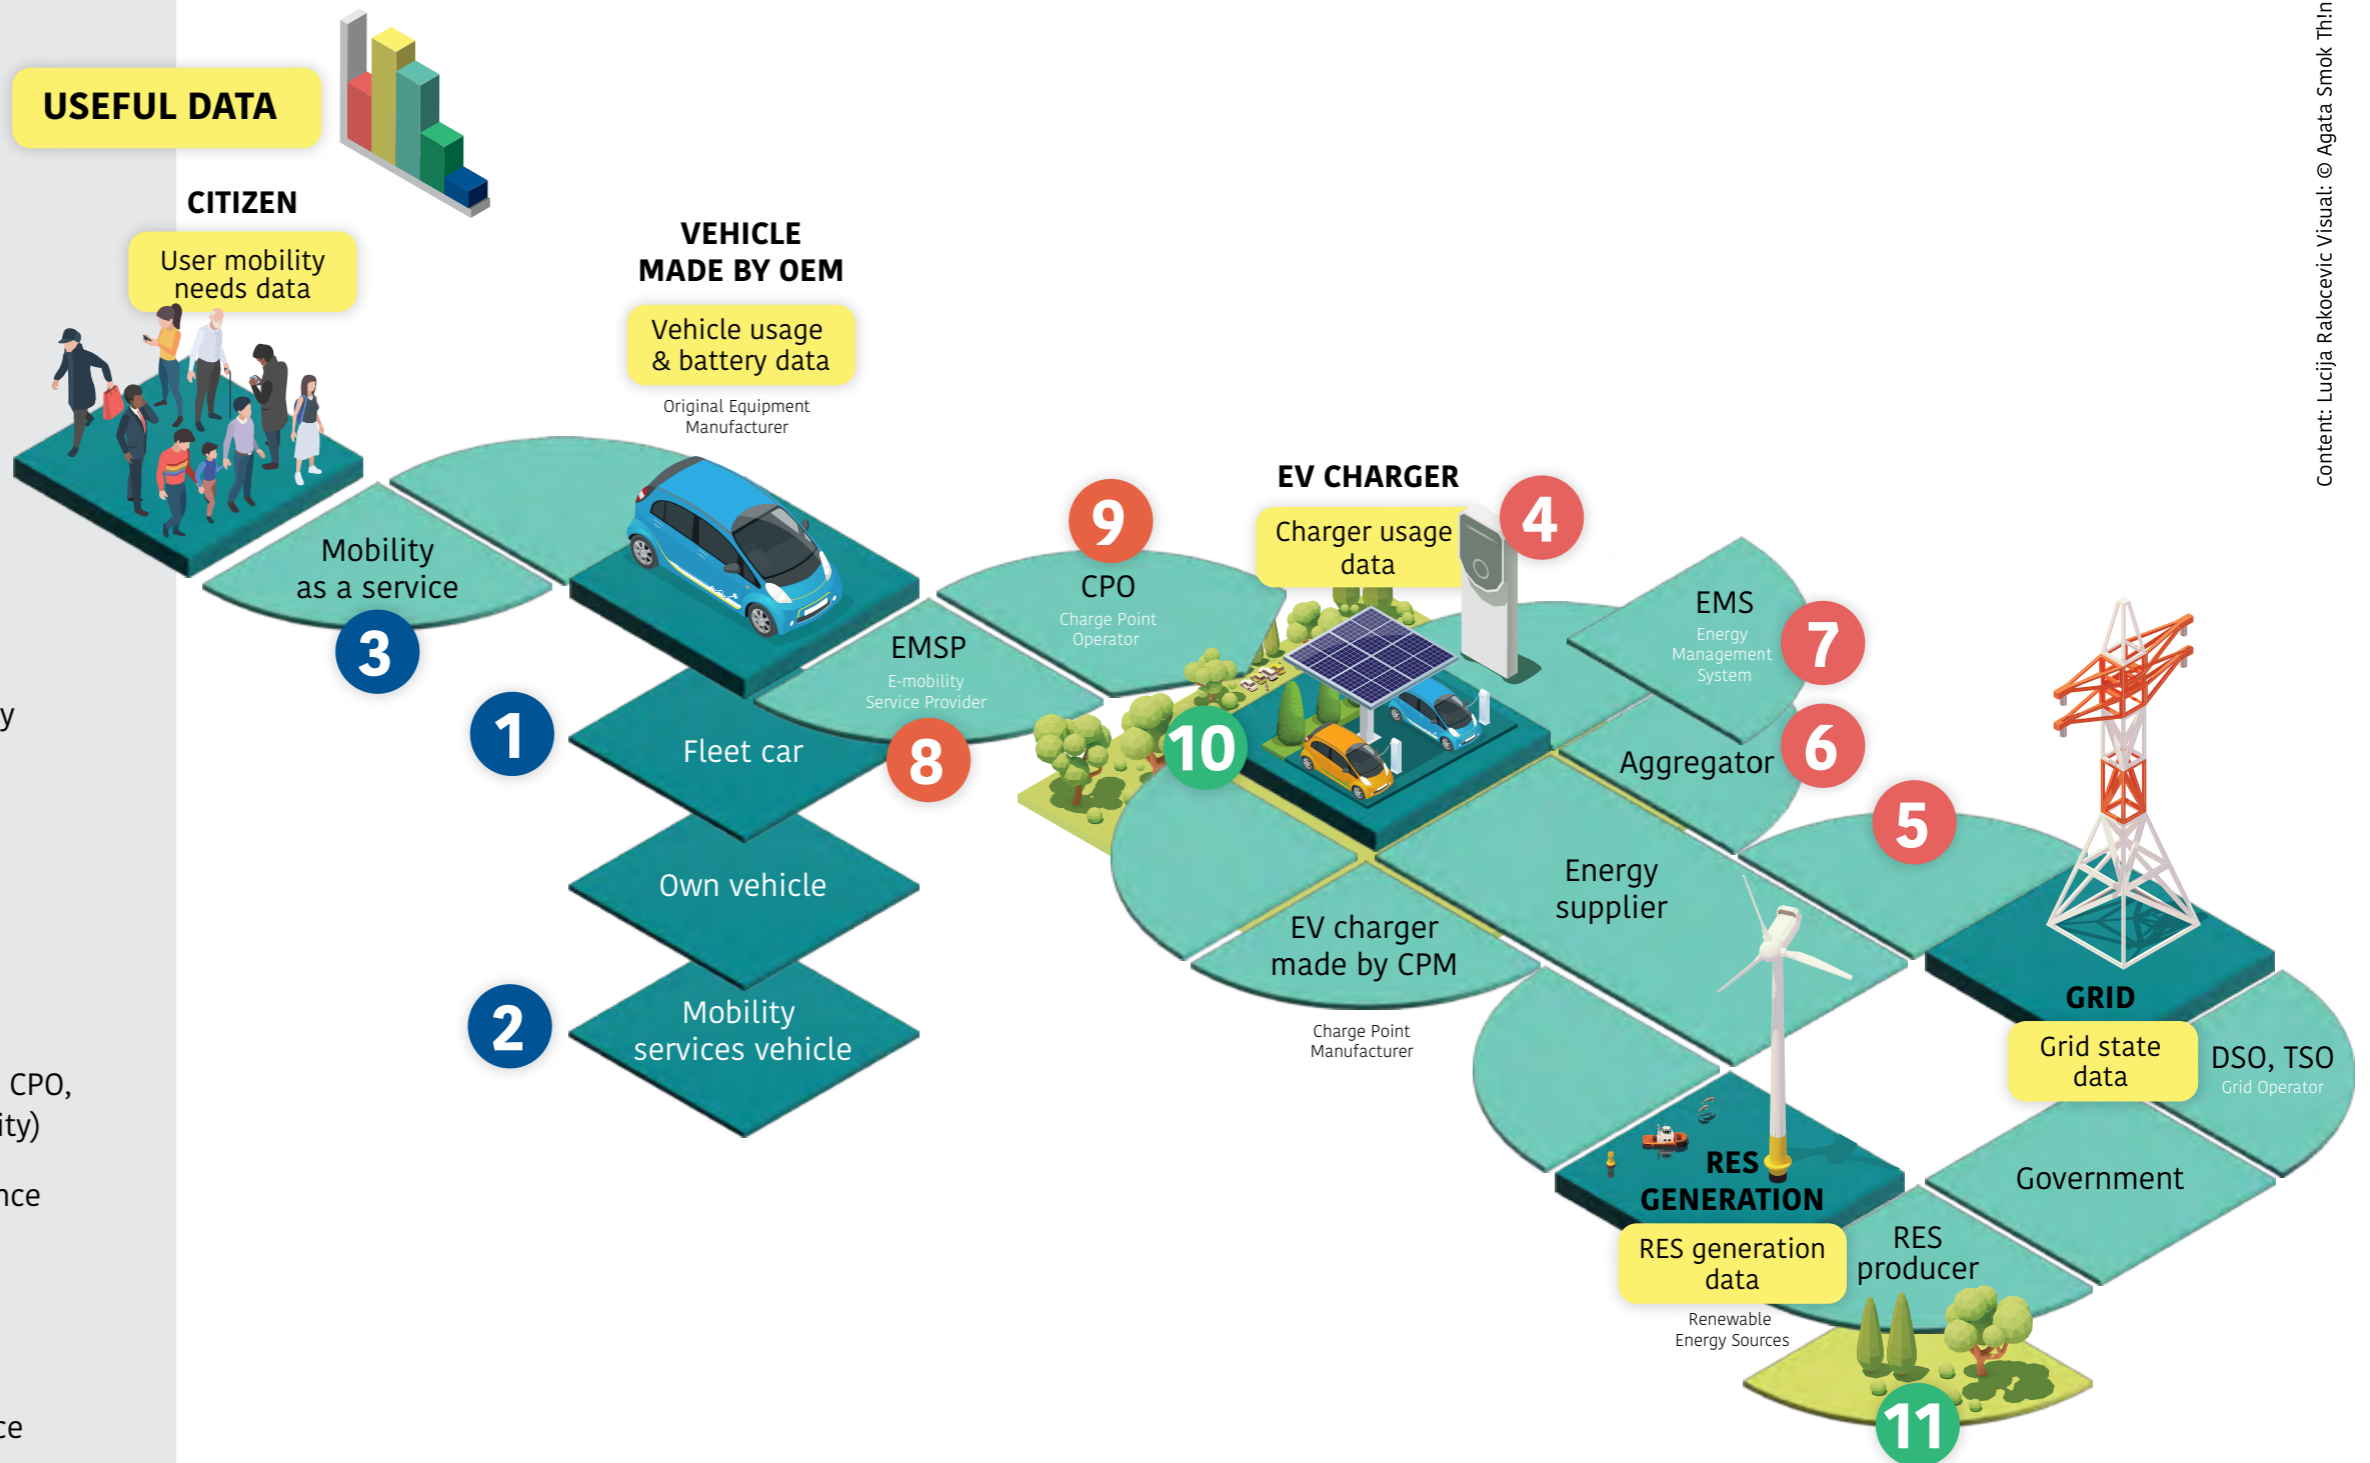 USEFUL DATA
CITIZEN
User mobility
needs data
VEHICLE
MADE BY OEM
Vehicle usage
& battery data
Original Equipment
Manufacturer
Mobility
as a service
3
1
Fleet car
EMSP
E-mobility
Service Provider
8
Own vehicle
2
Mobility
services vehicle
9
CPO
Charge Point
Operator
EV CHARGER
Charger usage
data
4
10
EMS
Energy
Management
System
7
Aggregator
6
5
Energy
supplier
EV charger
made by CPM
Charge Point
Manufacturer
GRID
Grid state
data
DSO, TSO
Grid Operator
Government
RES
GENERATION
RES generation
data
Renewable
Energy Sources
RES
producer
11
y
CPO,
ity)
nce
ce
Content: Lucija Rakocevic Visual: © Agata Smok Th!n